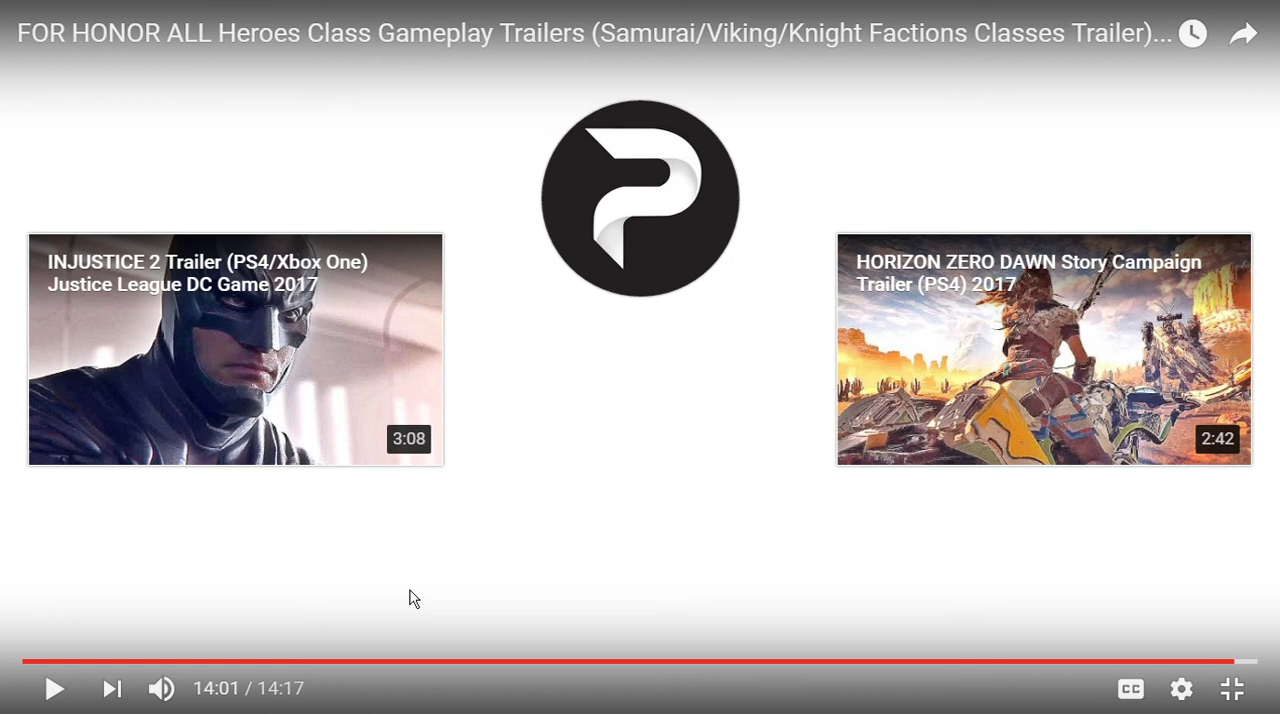 FOR HONOR ALL Heroes Class Gameplay Trailers (Samurai/Viking/Knight Factions Classes Trailer)...
INJUSTICE 2 Trailer (PS4/Xbox One)
Justice League DC Game 2017
3:08
HORIZON ZERO DAWN Story Campaign
Trailer (PS4) 2017
2:42
14:01 / 14:17
CC